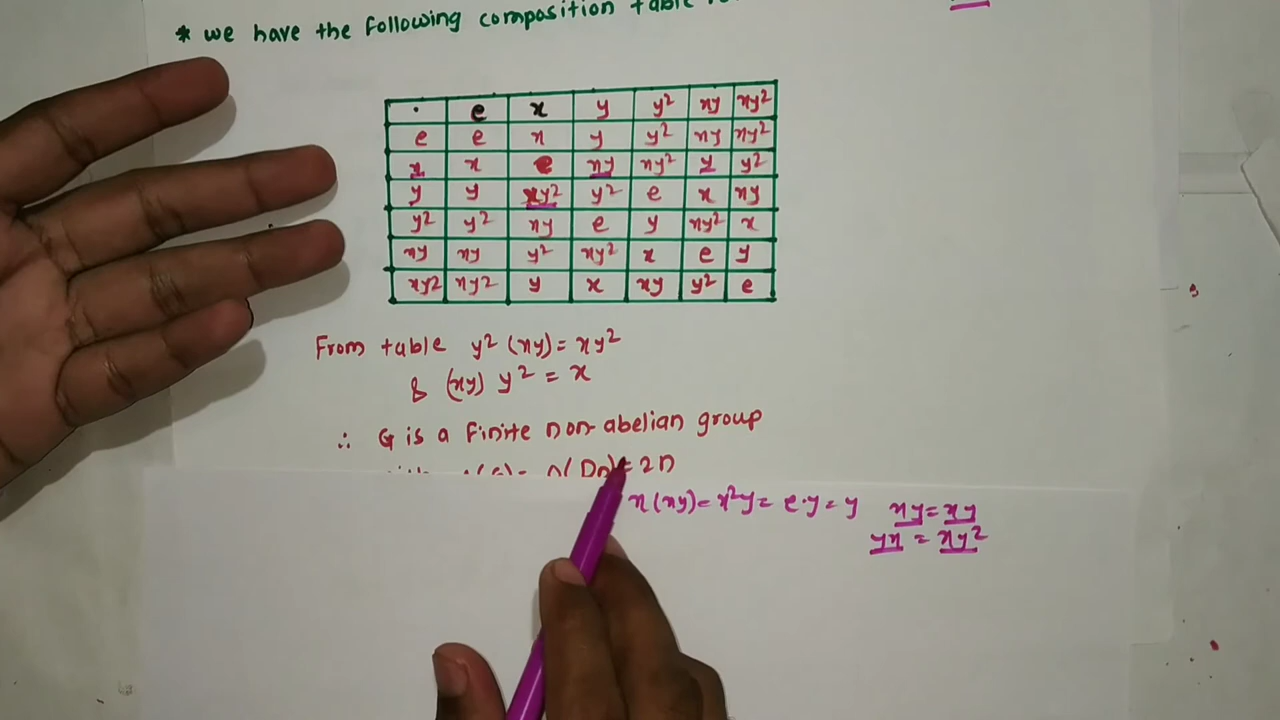 * we have the following composition table
· e x y y² xy xy²
e e x y y² xy xy²
x x e xy xy² y y²
y y xy² y² e x xy
y² y² xy e y xy² x
xy xy y² xy² x e y
xy² xy² y x xy y² e
From table y² (xy) = xy²
& (xy) y² = x
∴ G is a finite non-abelian group
= 2n
x (xy) = x²y = e·y = y xy = xy
yx = xy²